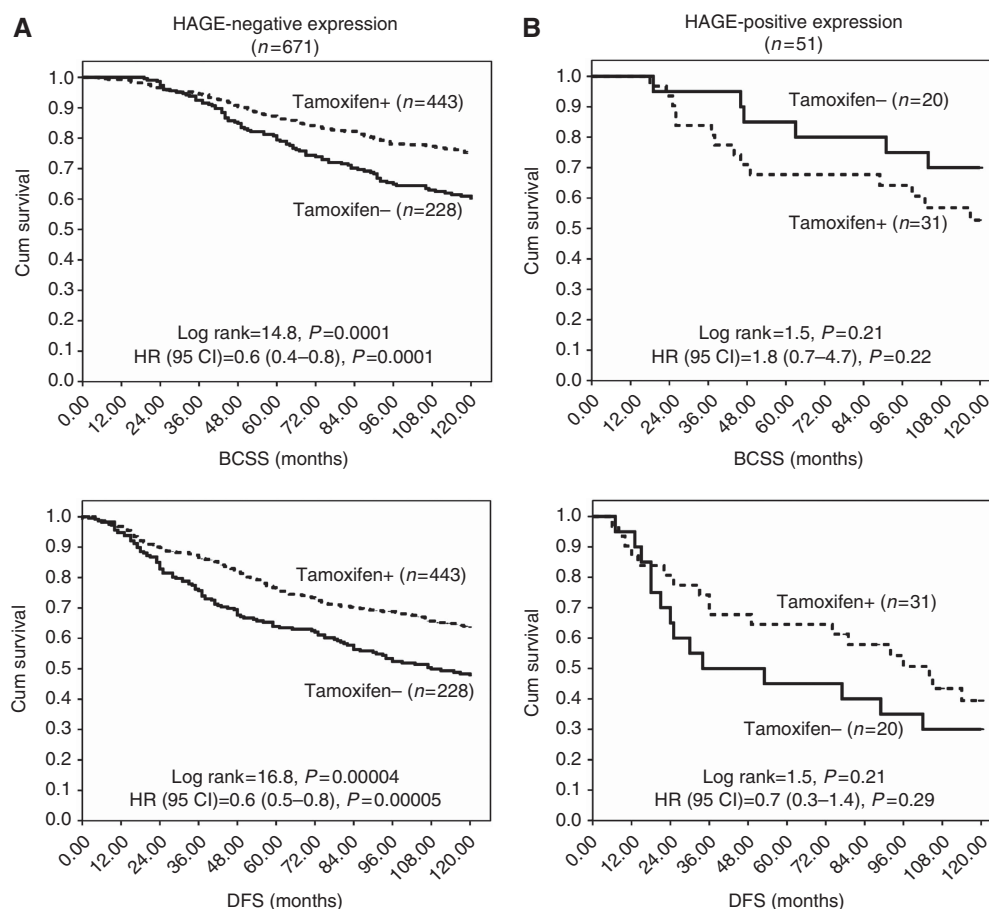 A
HAGE-negative expression
(n=671)
1.0
0.9
0.8
0.7
0.6
0.5
0.4
0.3
0.2
0.1
0.0
Cum survival
Tamoxifen+ (n=443)
Tamoxifen– (n=228)
Log rank=14.8, P=0.0001
HR (95 CI)=0.6 (0.4–0.8), P=0.0001
0.00
12.00
24.00
36.00
48.00
60.00
72.00
84.00
96.00
108.00
120.00
BCSS (months)
B
HAGE-positive expression
(n=51)
1.0
0.9
0.8
0.7
0.6
0.5
0.4
0.3
0.2
0.1
0.0
Cum survival
Tamoxifen– (n=20)
Tamoxifen+ (n=31)
Log rank=1.5, P=0.21
HR (95 CI)=1.8 (0.7–4.7), P=0.22
0.00
12.00
24.00
36.00
48.00
60.00
72.00
84.00
96.00
108.00
120.00
BCSS (months)
1.0
0.9
0.8
0.7
0.6
0.5
0.4
0.3
0.2
0.1
0.0
Cum survival
Tamoxifen+ (n=443)
Tamoxifen– (n=228)
Log rank=16.8, P=0.00004
HR (95 CI)=0.6 (0.5–0.8), P=0.00005
0.00
12.00
24.00
36.00
48.00
60.00
72.00
84.00
96.00
108.00
120.00
DFS (months)
1.0
0.9
0.8
0.7
0.6
0.5
0.4
0.3
0.2
0.1
0.0
Cum survival
Tamoxifen+ (n=31)
Tamoxifen– (n=20)
Log rank=1.5, P=0.21
HR (95 CI)=0.7 (0.3–1.4), P=0.29
0.00
12.00
24.00
36.00
48.00
60.00
72.00
84.00
96.00
108.00
120.00
DFS (months)